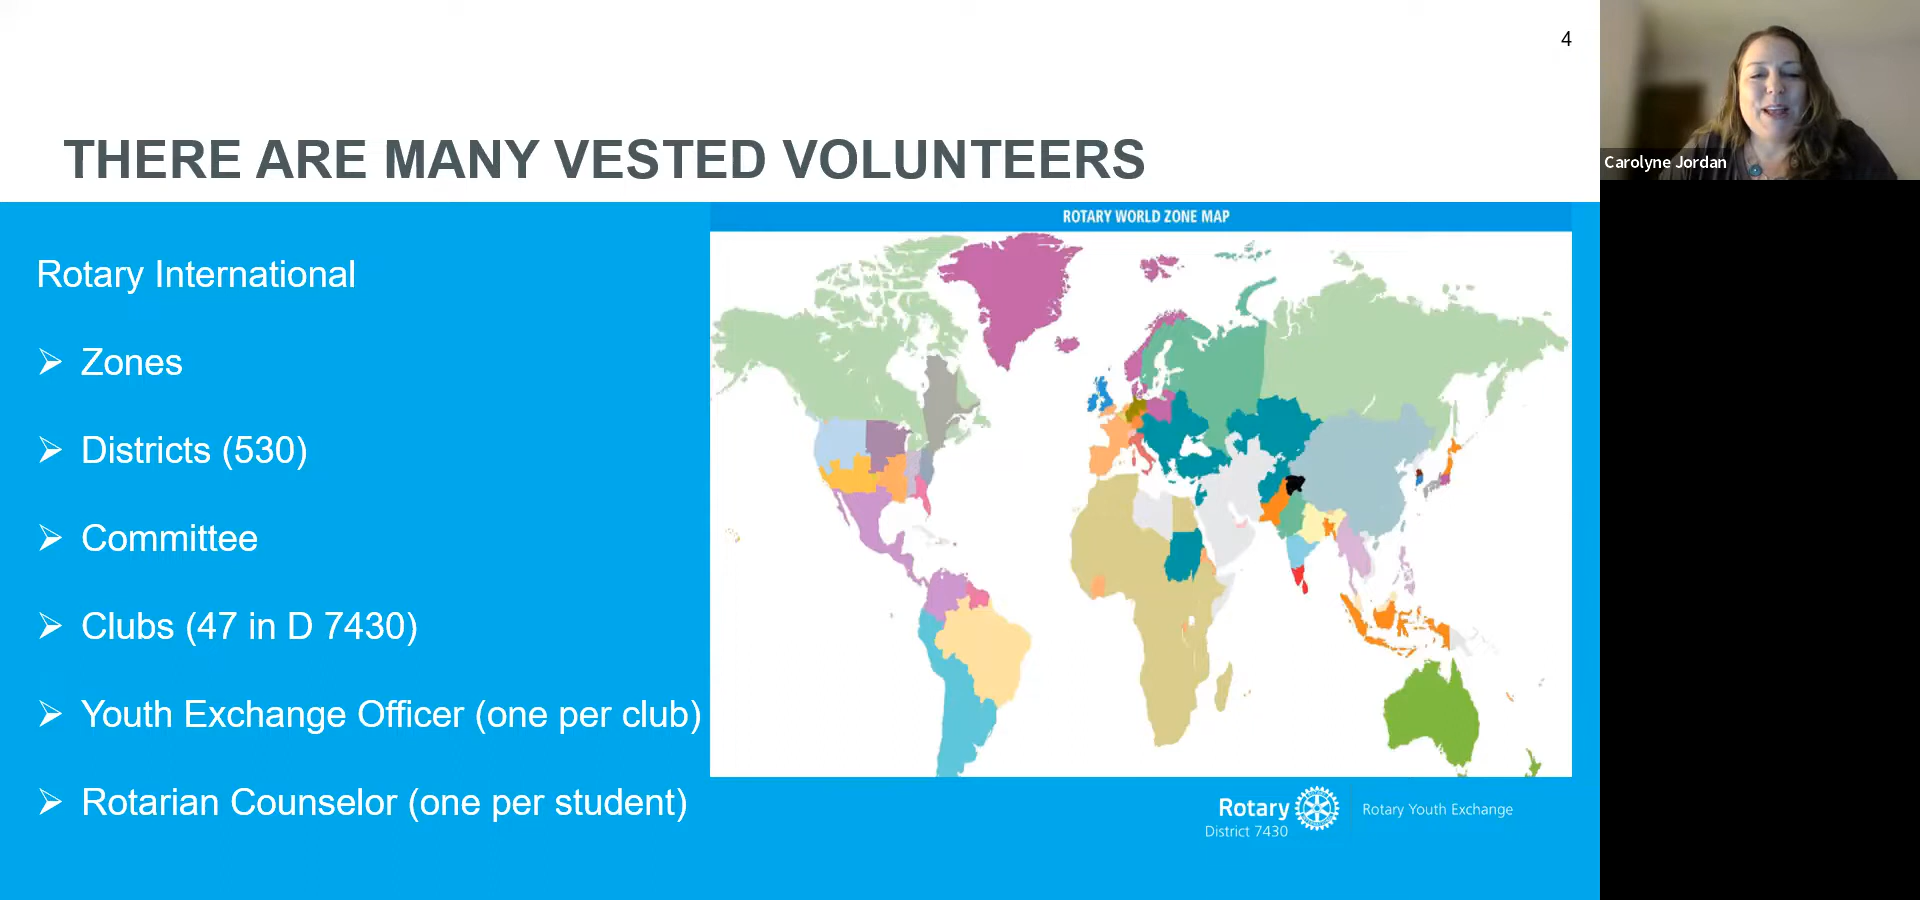 4
THERE ARE MANY VESTED VOLUNTEERS
Rotary International
Zones
Districts (530)
Committee
Clubs (47 in D 7430)
Youth Exchange Officer (one per club)
Rotarian Counselor (one per student)
ROTARY WORLD ZONE MAP
Rotary
District 7430
Rotary Youth Exchange
Carolyne Jordan